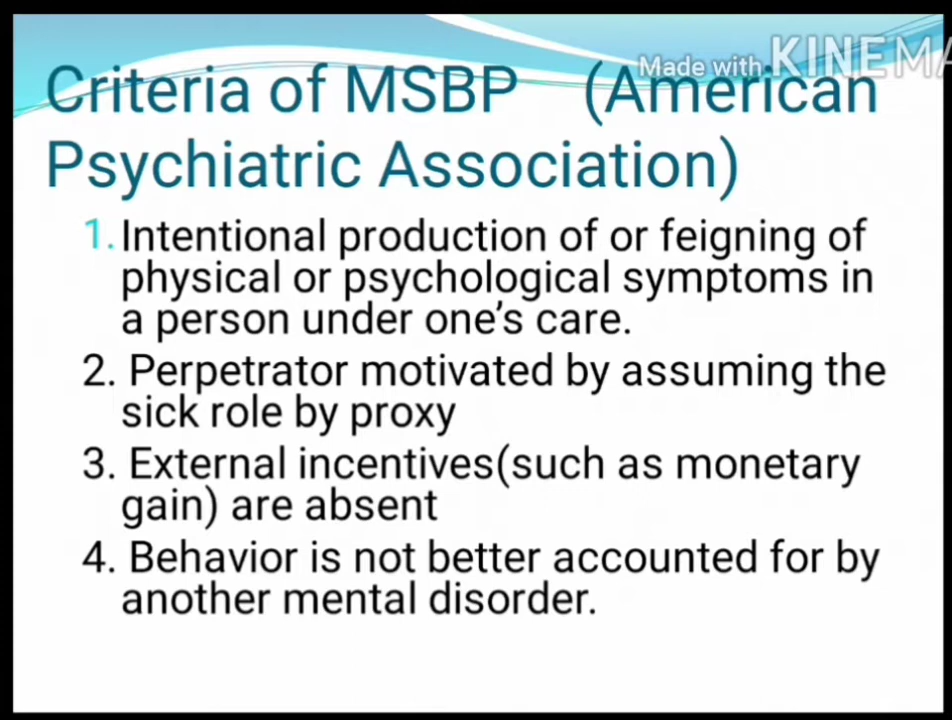 Made with KINEMA
Criteria of MSBP (American
Psychiatric Association)
1. Intentional production of or feigning of
physical or psychological symptoms in
a person under one's care.
2. Perpetrator motivated by assuming the
sick role by proxy
3. External incentives(such as monetary
gain) are absent
4. Behavior is not better accounted for by
another mental disorder.